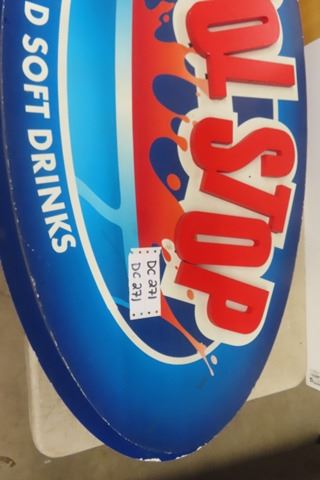 OL STOP
D SOFT DRINKS
DC 271
DC 271